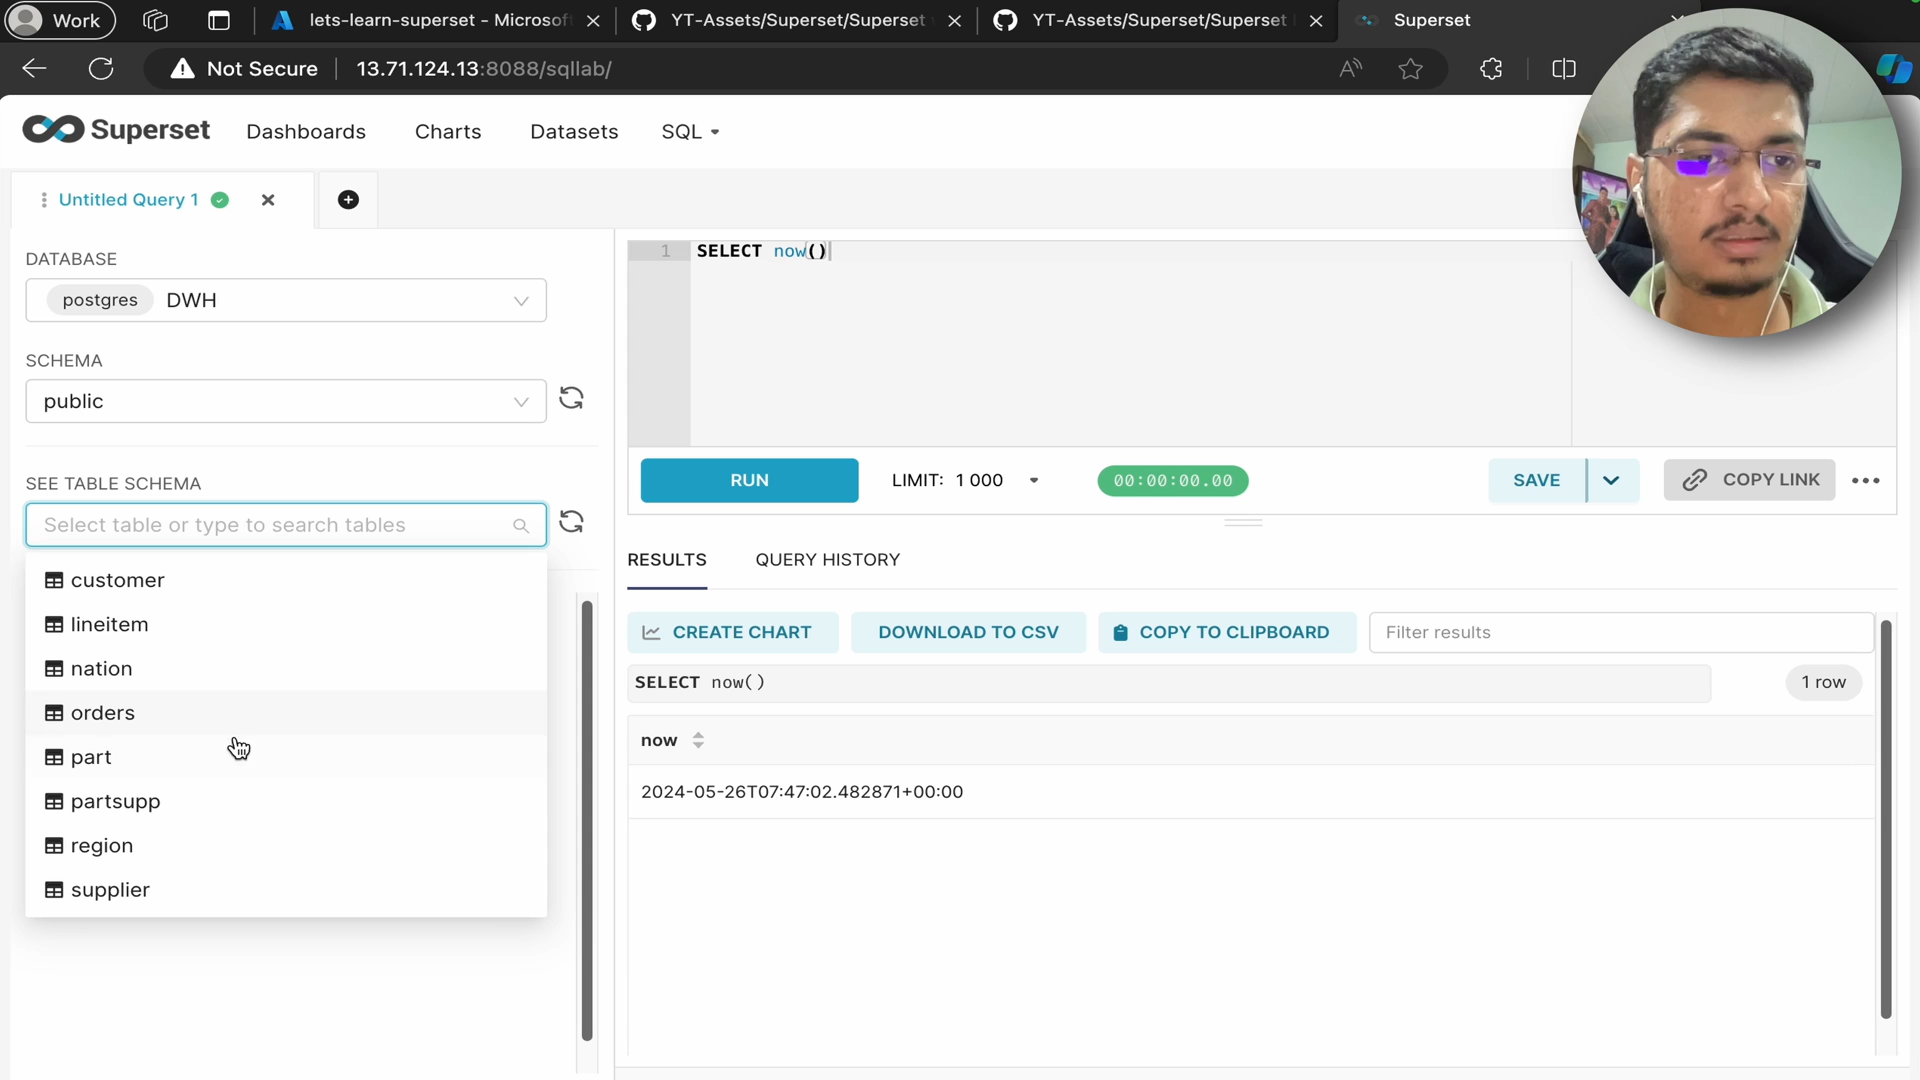 Work
lets-learn-superset - Microsof
YT-Assets/Superset/Superset
YT-Assets/Superset/Superset
Superset
Not Secure
13.71.124.13:8088/sqllab/
Superset
Dashboards
Charts
Datasets
SQL
Untitled Query 1
DATABASE
postgres DWH
SCHEMA
public
SEE TABLE SCHEMA
Select table or type to search tables
customer
lineitem
nation
orders
part
partsupp
region
supplier
1 SELECT now()
RUN
LIMIT: 1 000
00:00:00.00
SAVE
COPY LINK
RESULTS
QUERY HISTORY
CREATE CHART
DOWNLOAD TO CSV
COPY TO CLIPBOARD
Filter results
SELECT now()
1 row
now
2024-05-26T07:47:02.482871+00:00